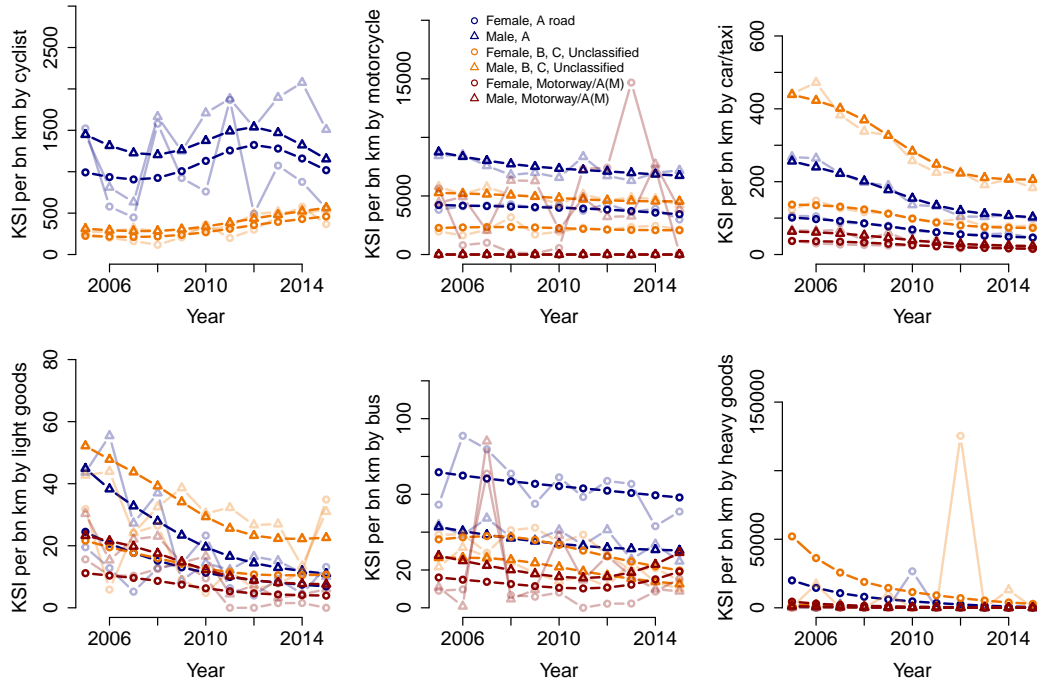 KSI per bn km by cyclist
0
500
1500
2500
2006
2010
2014
Year
KSI per bn km by motorcycle
0
5000
15000
2006
2010
2014
Year
Female, A road
Male, A
Female, B, C, Unclassified
Male, B, C, Unclassified
Female, Motorway/A(M)
Male, Motorway/A(M)
KSI per bn km by car/taxi
0
100
200
400
600
2006
2010
2014
Year
KSI per bn km by light goods
0
20
40
60
80
2006
2010
2014
Year
KSI per bn km by bus
0
20
60
100
2006
2010
2014
Year
KSI per bn km by heavy goods
0
50000
150000
2006
2010
2014
Year